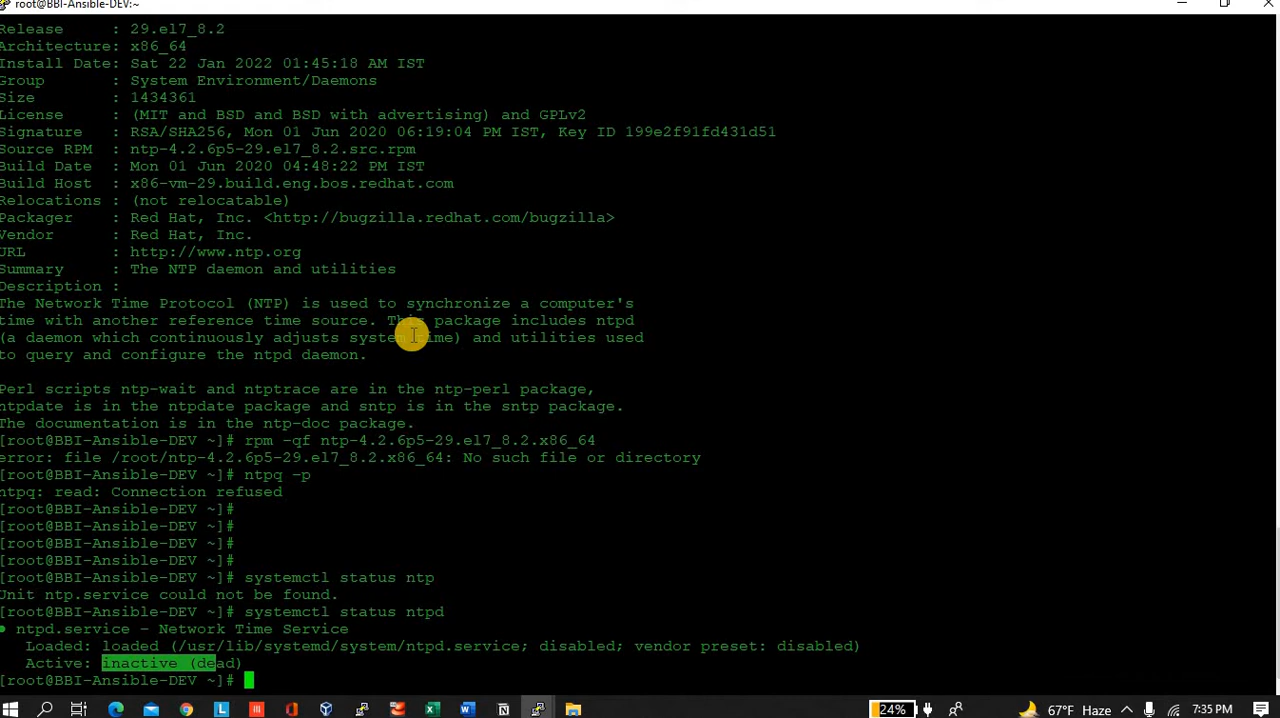 root@BBI-Ansible-DEV:~
Release     : 29.el7_8.2
Architecture: x86_64
Install Date: Sat 22 Jan 2022 01:45:18 AM IST
Group       : System Environment/Daemons
Size        : 1434361
License     : (MIT and BSD and BSD with advertising) and GPLv2
Signature   : RSA/SHA256, Mon 01 Jun 2020 06:19:04 PM IST, Key ID 199e2f91fd431d51
Source RPM  : ntp-4.2.6p5-29.el7_8.2.src.rpm
Build Date  : Mon 01 Jun 2020 04:48:22 PM IST
Build Host  : x86-vm-29.build.eng.bos.redhat.com
Relocations : (not relocatable)
Packager    : Red Hat, Inc. <http://bugzilla.redhat.com/bugzilla>
Vendor      : Red Hat, Inc.
URL         : http://www.ntp.org
Summary     : The NTP daemon and utilities
Description :
The Network Time Protocol (NTP) is used to synchronize a computer's
time with another reference time source. This package includes ntpd
(a daemon which continuously adjusts system time) and utilities used
to query and configure the ntpd daemon.
Perl scripts ntp-wait and ntptrace are in the ntp-perl package,
ntpdate is in the ntpdate package and sntp is in the sntp package.
The documentation is in the ntp-doc package.
[root@BBI-Ansible-DEV ~]# rpm -qf ntp-4.2.6p5-29.el7_8.2.x86_64
error: file /root/ntp-4.2.6p5-29.el7_8.2.x86_64: No such file or directory
[root@BBI-Ansible-DEV ~]# ntpq -p
ntpq: read: Connection refused
[root@BBI-Ansible-DEV ~]#
[root@BBI-Ansible-DEV ~]#
[root@BBI-Ansible-DEV ~]#
[root@BBI-Ansible-DEV ~]#
[root@BBI-Ansible-DEV ~]# systemctl status ntp
Unit ntp.service could not be found.
[root@BBI-Ansible-DEV ~]# systemctl status ntpd
● ntpd.service - Network Time Service
   Loaded: loaded (/usr/lib/systemd/system/ntpd.service; disabled; vendor preset: disabled)
   Active: inactive (dead)
[root@BBI-Ansible-DEV ~]#
24% 67°F Haze 7:35 PM